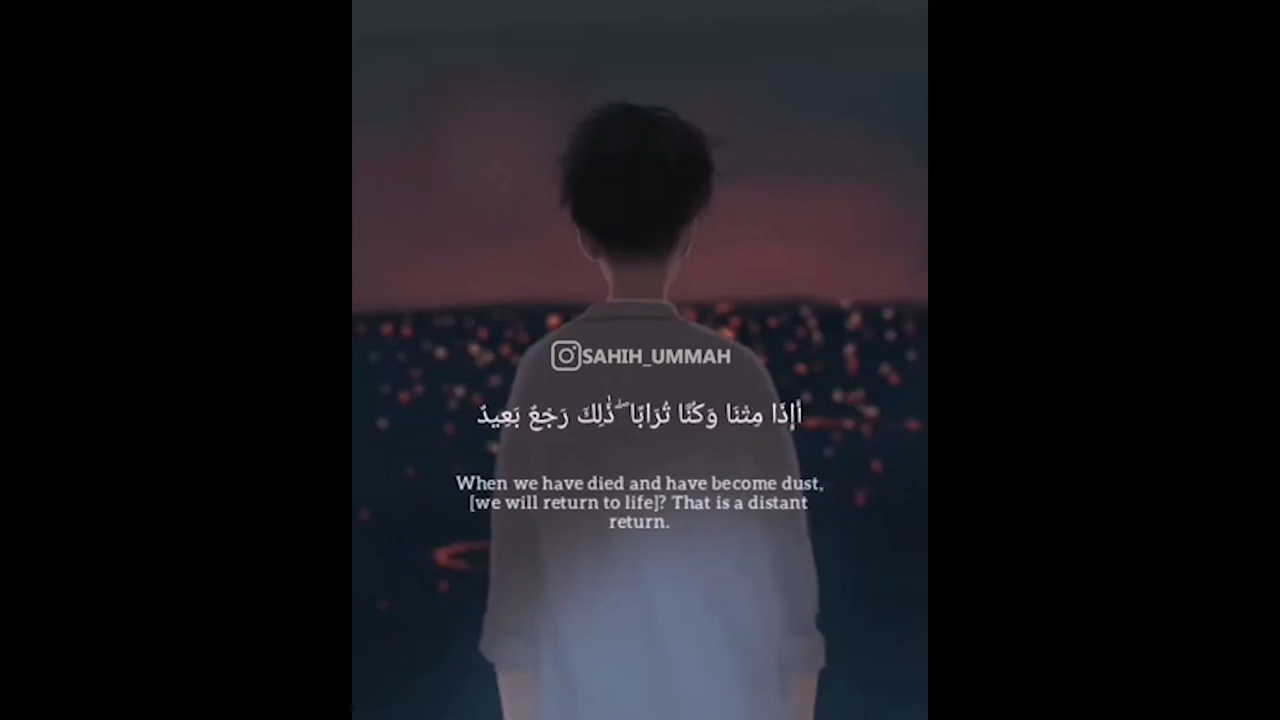 SAHIH_UMMAH
أَإِذَا مِتْنَا وَكُنَّا تُرَابًا ۖ ذَٰلِكَ رَجْعٌ بَعِيدٌ
When we have died and have become dust,
[we will return to life]? That is a distant
return.